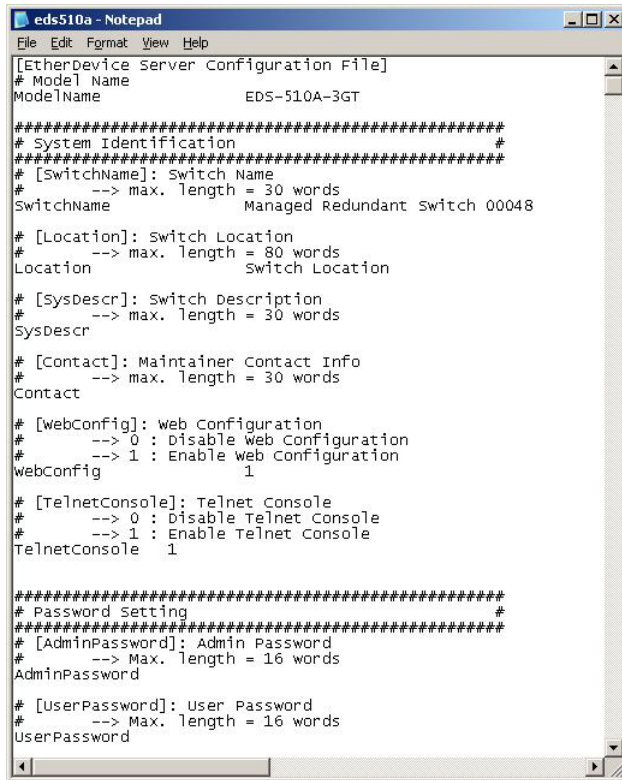 eds510a - Notepad
File Edit Format View Help
[EtherDevice Server Configuration File]
# Model Name
ModelName                 EDS-510A-3GT

###################################################
# System Identification                           #
###################################################
# [SwitchName]: Switch Name
#       --> max. length = 30 words
SwitchName                Managed Redundant Switch 00048

# [Location]: Switch Location
#       --> max. length = 80 words
Location                  Switch Location

# [SysDescr]: Switch Description
#       --> max. length = 30 words
SysDescr

# [Contact]: Maintainer Contact Info
#       --> max. length = 30 words
Contact

# [WebConfig]: Web Configuration
#       --> 0 : Disable Web Configuration
#       --> 1 : Enable Web Configuration
WebConfig                 1

# [TelnetConsole]: Telnet Console
#       --> 0 : Disable Telnet Console
#       --> 1 : Enable Telnet Console
TelnetConsole   1

###################################################
# Password Setting                                #
###################################################
# [AdminPassword]: Admin Password
#       --> Max. length = 16 words
AdminPassword

# [UserPassword]: User Password
#       --> Max. length = 16 words
UserPassword